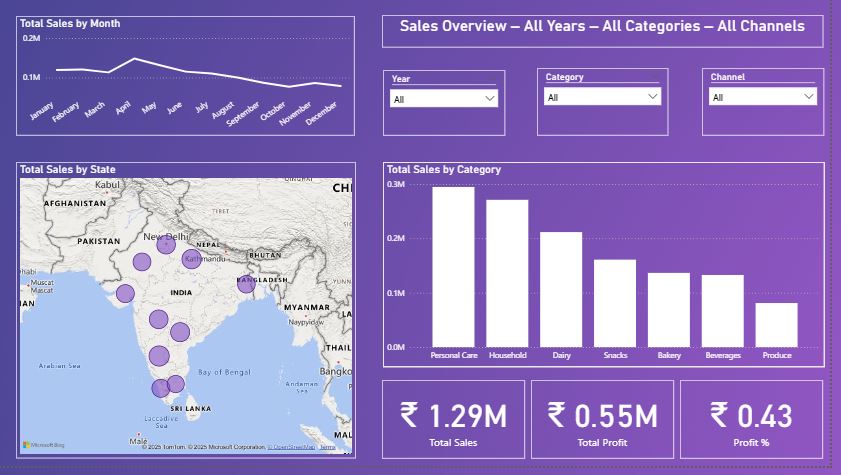 Total Sales by Month
0.2M
0.1M
January
February
March
April
May
June
July
August
September
October
November
December
Sales Overview – All Years – All Categories – All Channels
Year
All
Category
All
Channel
All
Total Sales by State
Kabul
AFGHANISTAN
TIBET
PAKISTAN
New Delhi
NEPAL
Kathmandu
BHUTAN
BANGLADESH
Muscat
Mascat
INDIA
MYANMAR
Naypyidaw
Arabian Sea
Bay of Bengal
Andaman
Sea
SRI LANKA
Laccadive
Sea
Malé
Microsoft Bing
© 2025 TomTom, © 2025 Microsoft Corporation, © OpenStreetMap Terms
Total Sales by Category
0.3M
0.2M
0.1M
0.0M
Personal Care
Household
Dairy
Snacks
Bakery
Beverages
Produce
₹ 1.29M
Total Sales
₹ 0.55M
Total Profit
₹ 0.43
Profit %